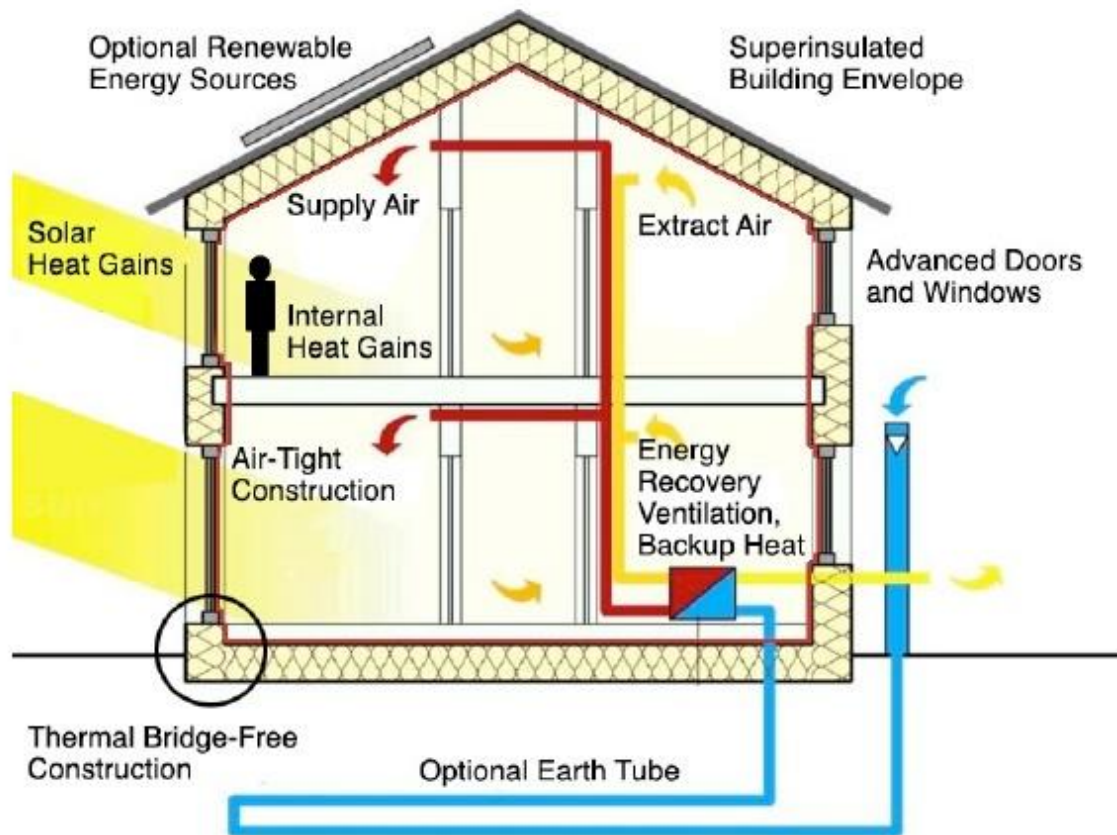 Optional Renewable
Energy Sources
Superinsulated
Building Envelope
Supply Air
Extract Air
Solar
Heat Gains
Advanced Doors
and Windows
Internal
Heat Gains
Air-Tight
Construction
Energy
Recovery
Ventilation,
Backup Heat
Thermal Bridge-Free
Construction
Optional Earth Tube